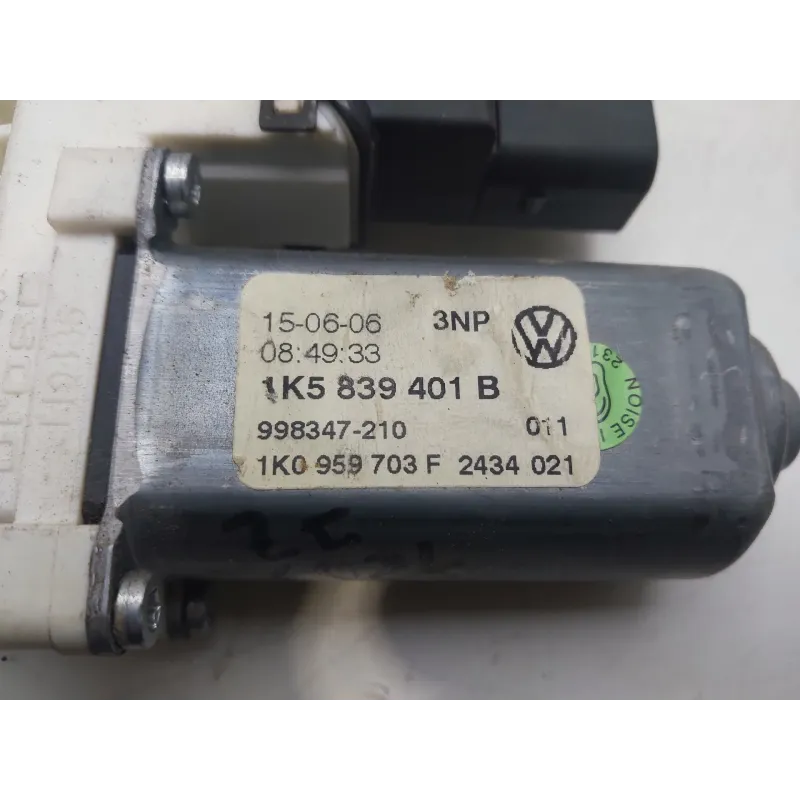 15-06-06 3NP
08:49:33
1K5 839 401 B
998347-210 011
1K0 959 703 F 2434 021
NOISE
231